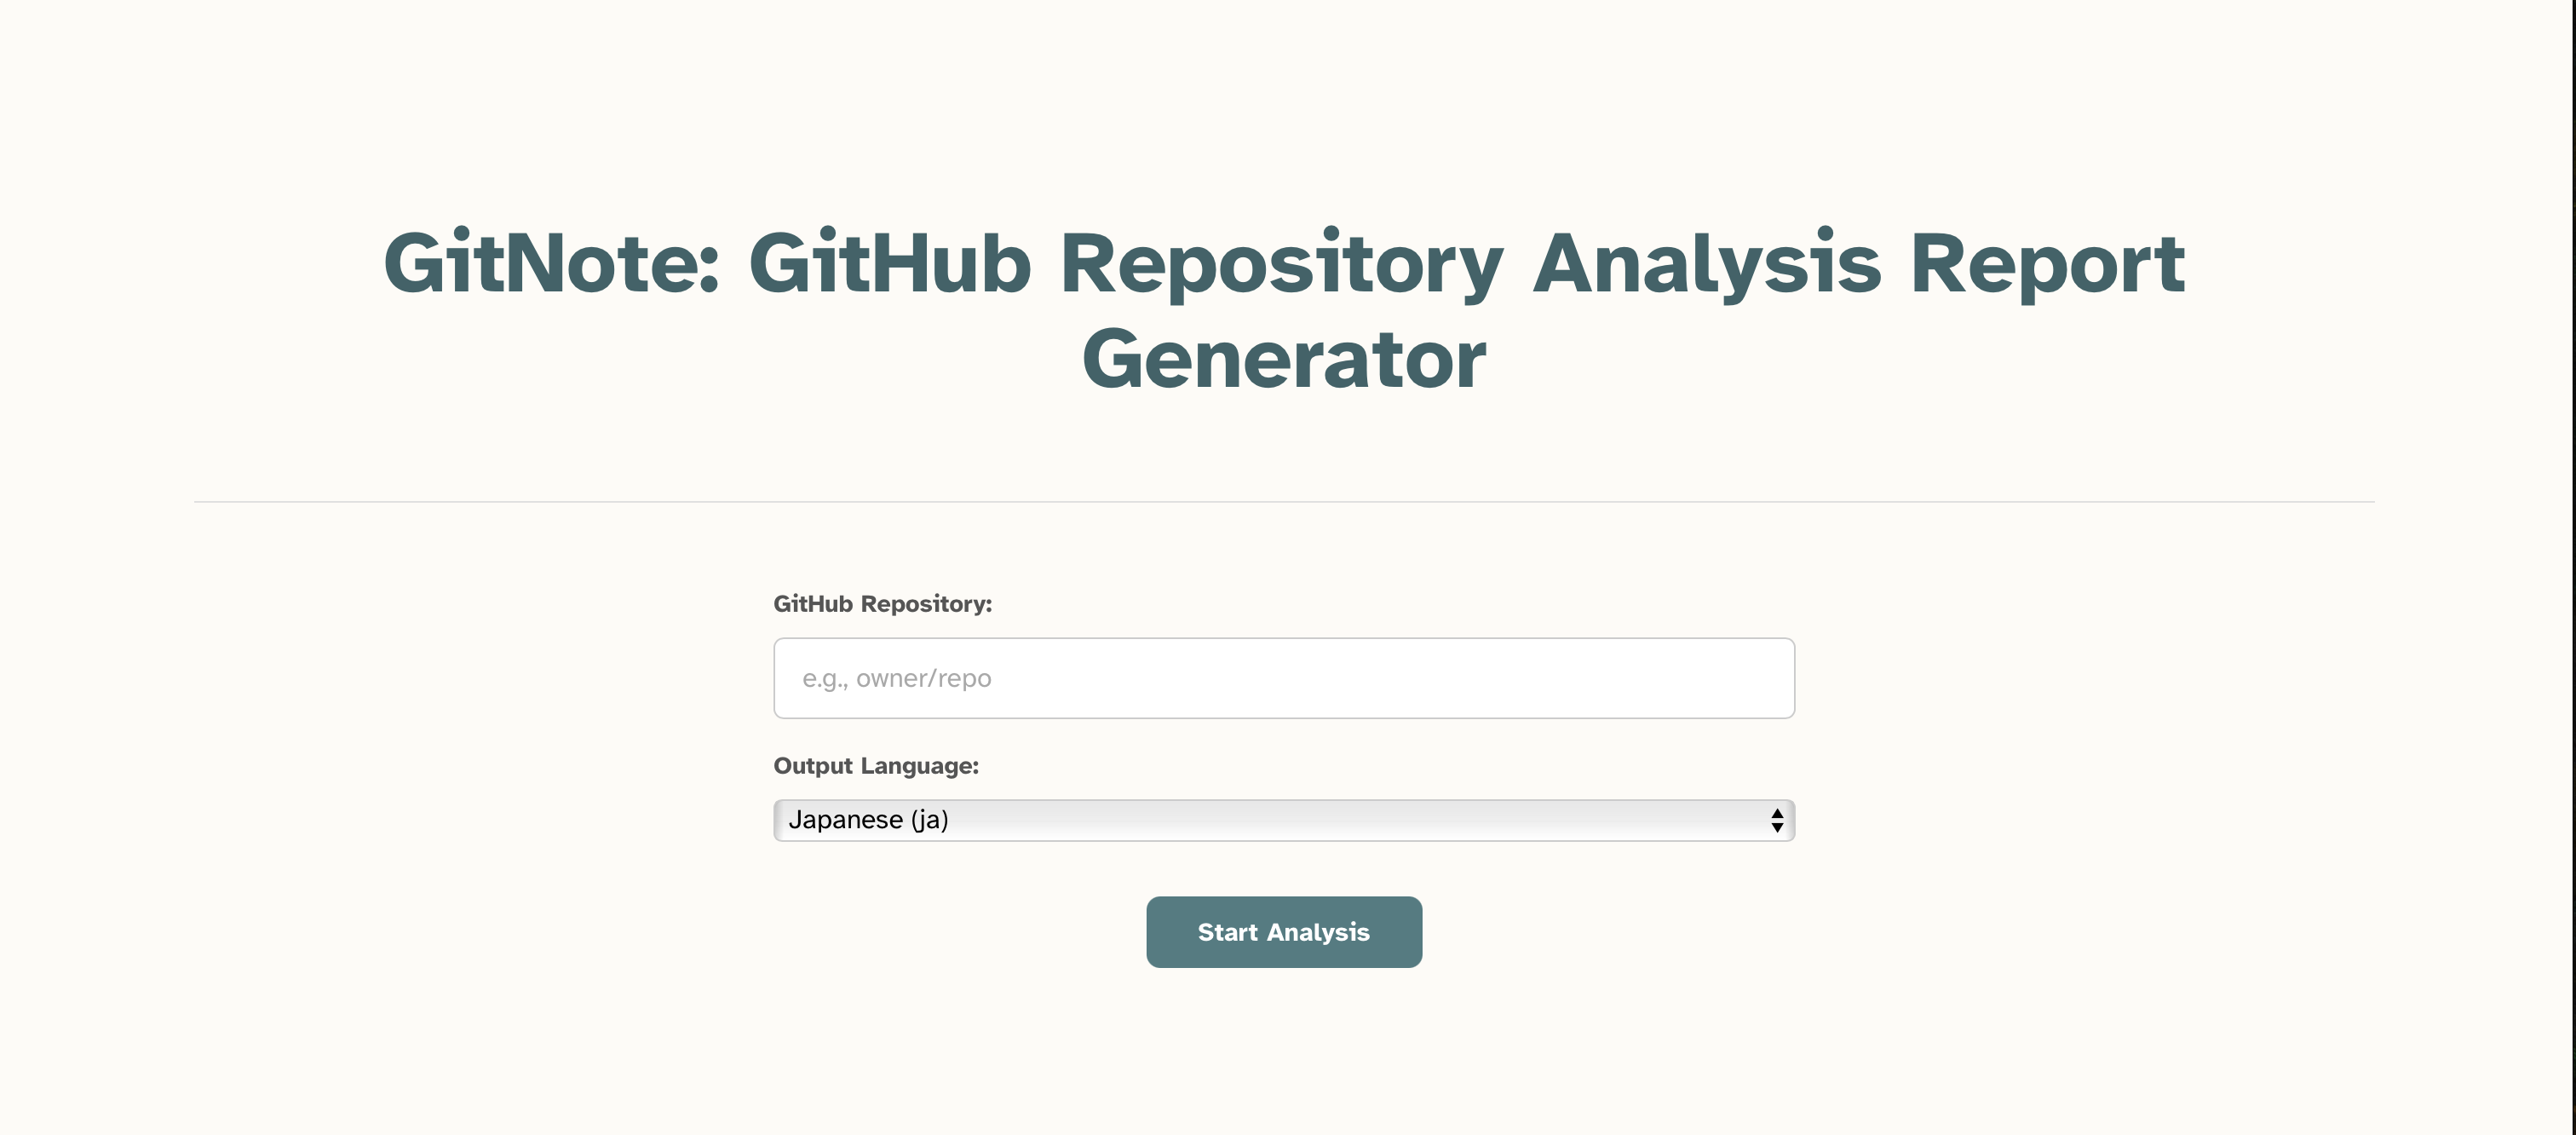 GitNote: GitHub Repository Analysis Report
Generator
GitHub Repository:
e.g., owner/repo
Output Language:
Japanese (ja)
Start Analysis